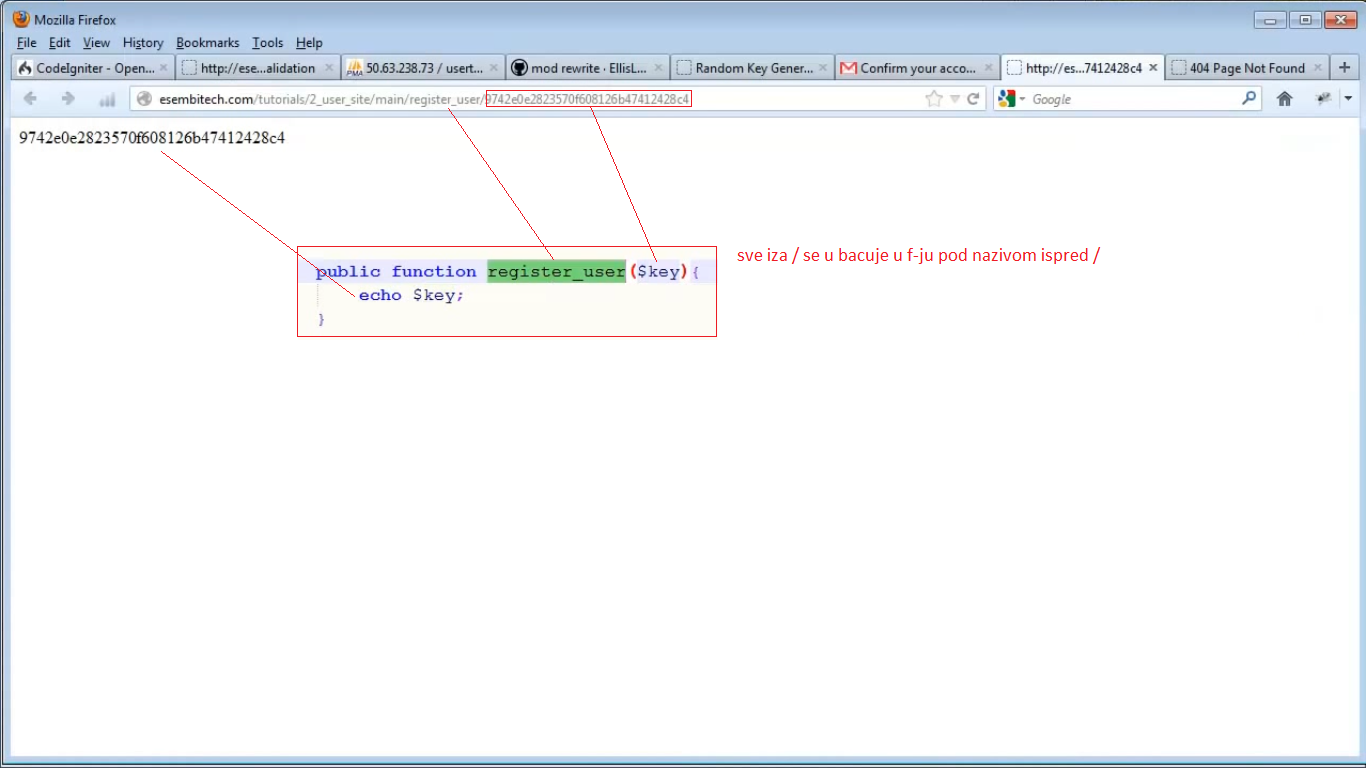 Mozilla Firefox
File Edit View History Bookmarks Tools Help
CodeIgniter - Open... http://ese...alidation 50.63.238.73 / usert... mod rewrite · EllisL... Random Key Gener... Confirm your acco... http://es...7412428c4 404 Page Not Found
esembitech.com/tutorials/2_user_site/main/register_user/9742e0e2823570f608126b47412428c4 Google
9742e0e2823570f608126b47412428c4
sve iza / se u bacuje u f-ju pod nazivom ispred /
public function register_user($key){
echo $key;
}